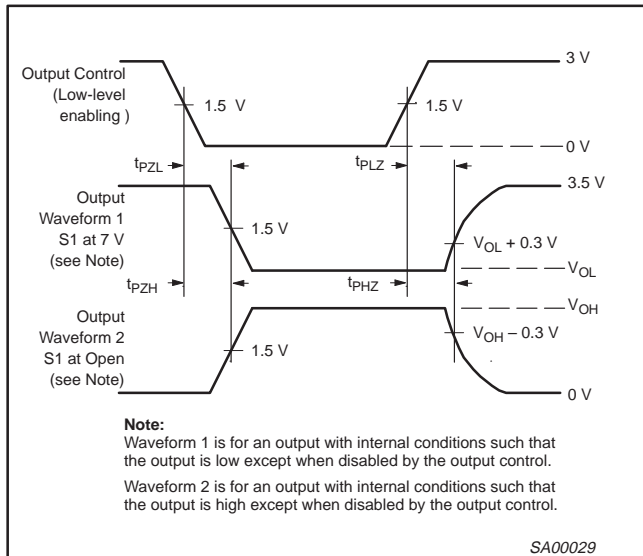 Output Control
(Low-level
enabling )
1.5 V
1.5 V
3 V
0 V
tPZL
tPLZ
Output
Waveform 1
S1 at 7 V
(see Note)
1.5 V
3.5 V
VOL + 0.3 V
VOL
tPZH
tPHZ
VOH
Output
Waveform 2
S1 at Open
(see Note)
1.5 V
VOH – 0.3 V
0 V
Note:
Waveform 1 is for an output with internal conditions such that
the output is low except when disabled by the output control.
Waveform 2 is for an output with internal conditions such that
the output is high except when disabled by the output control.
SA00029